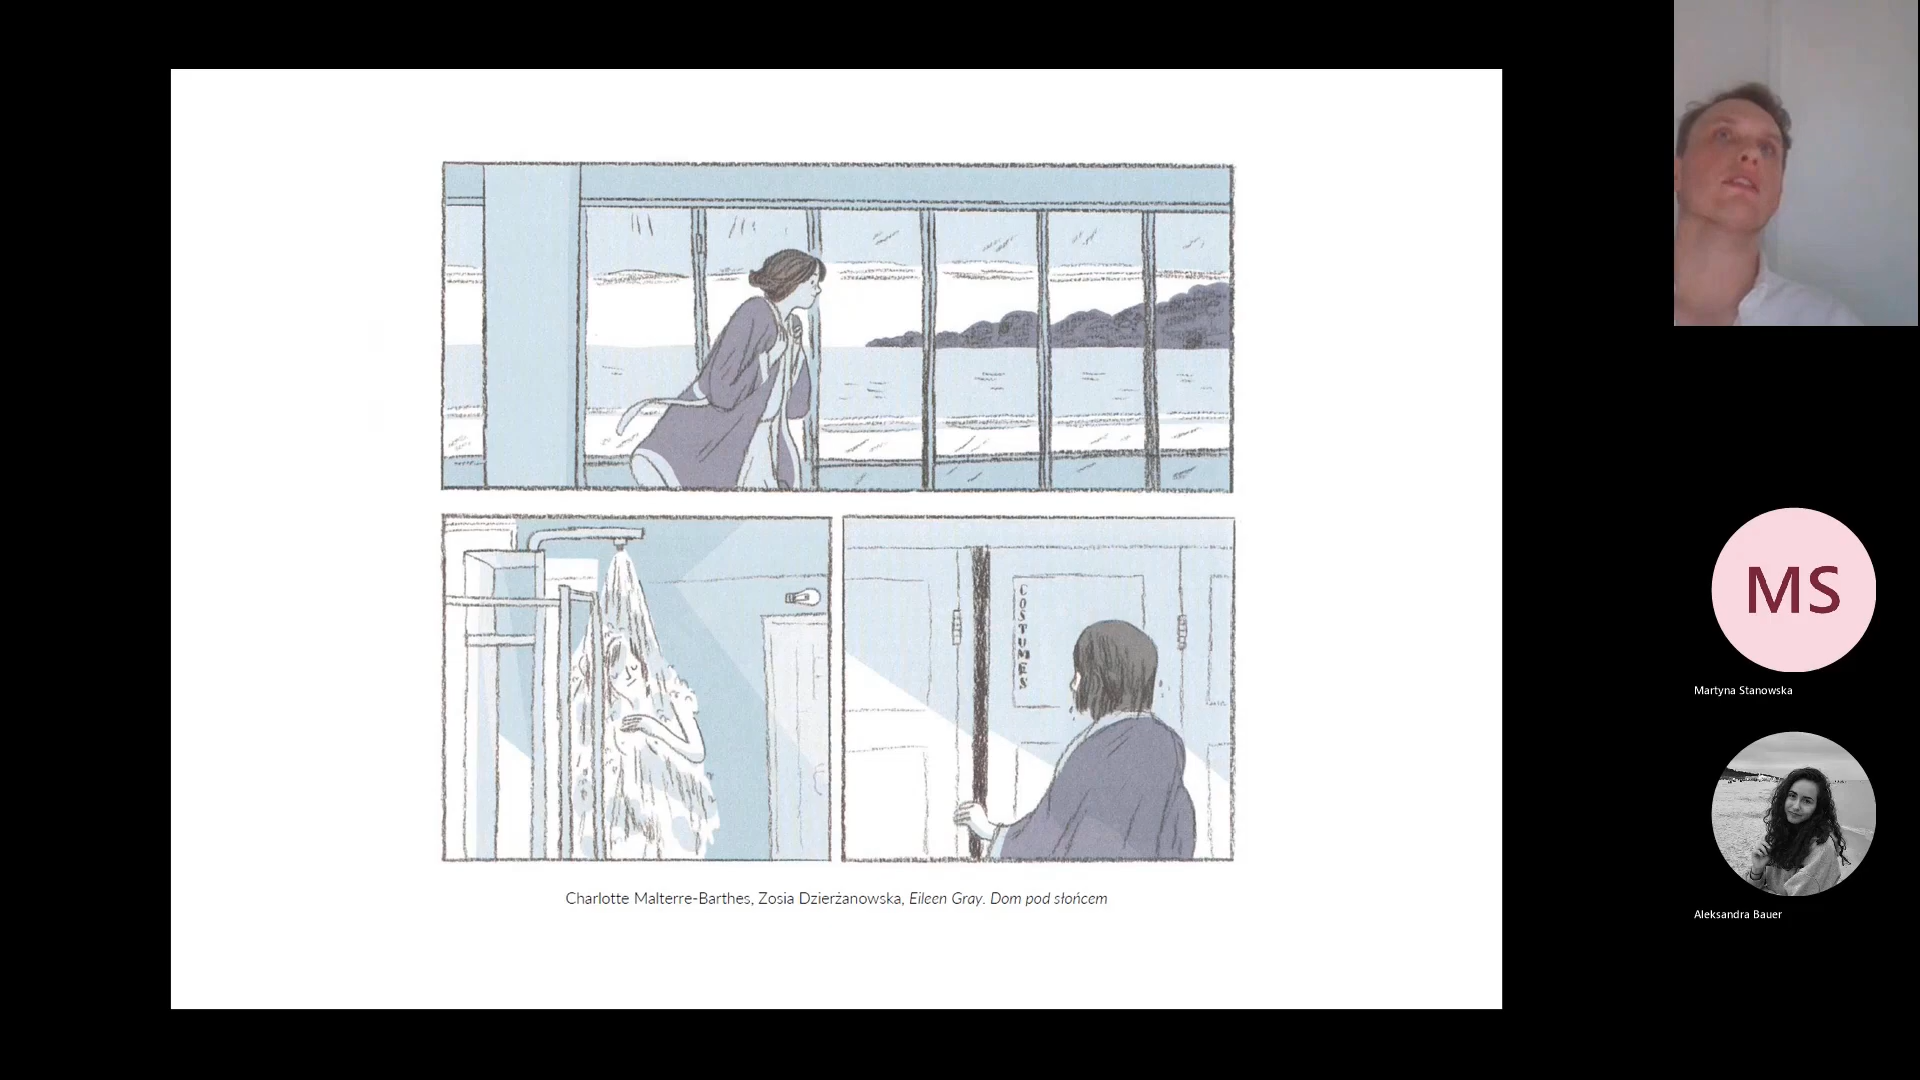 COSTUMES
Charlotte Malterre-Barthes, Zosia Dzierżanowska, Eileen Gray. Dom pod słońcem
MS
Martyna Stanowska
Aleksandra Bauer